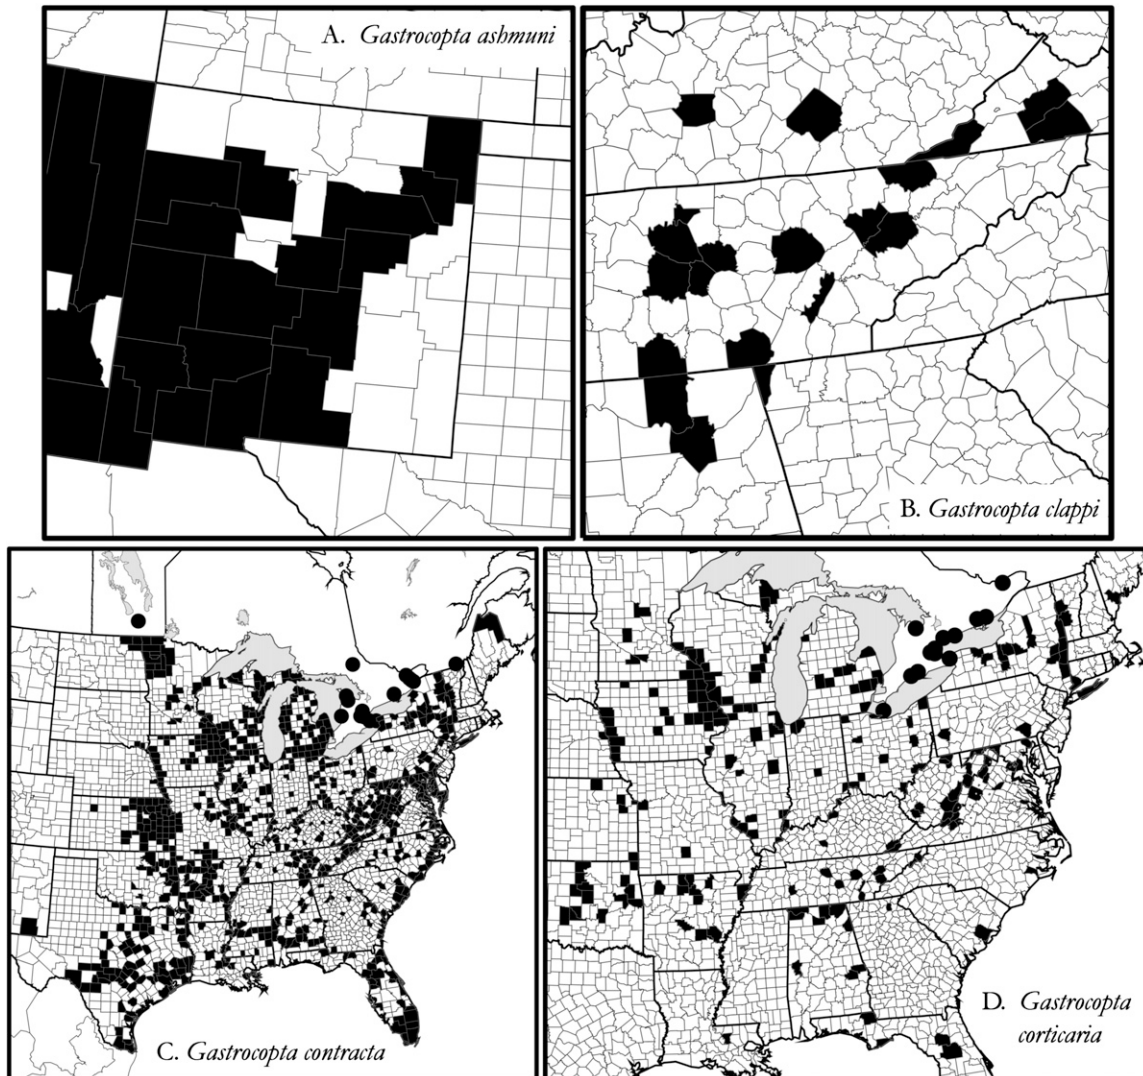 A. Gastrocopta ashmuni
B. Gastrocopta clappi
C. Gastrocopta contracta
D. Gastrocopta
corticaria